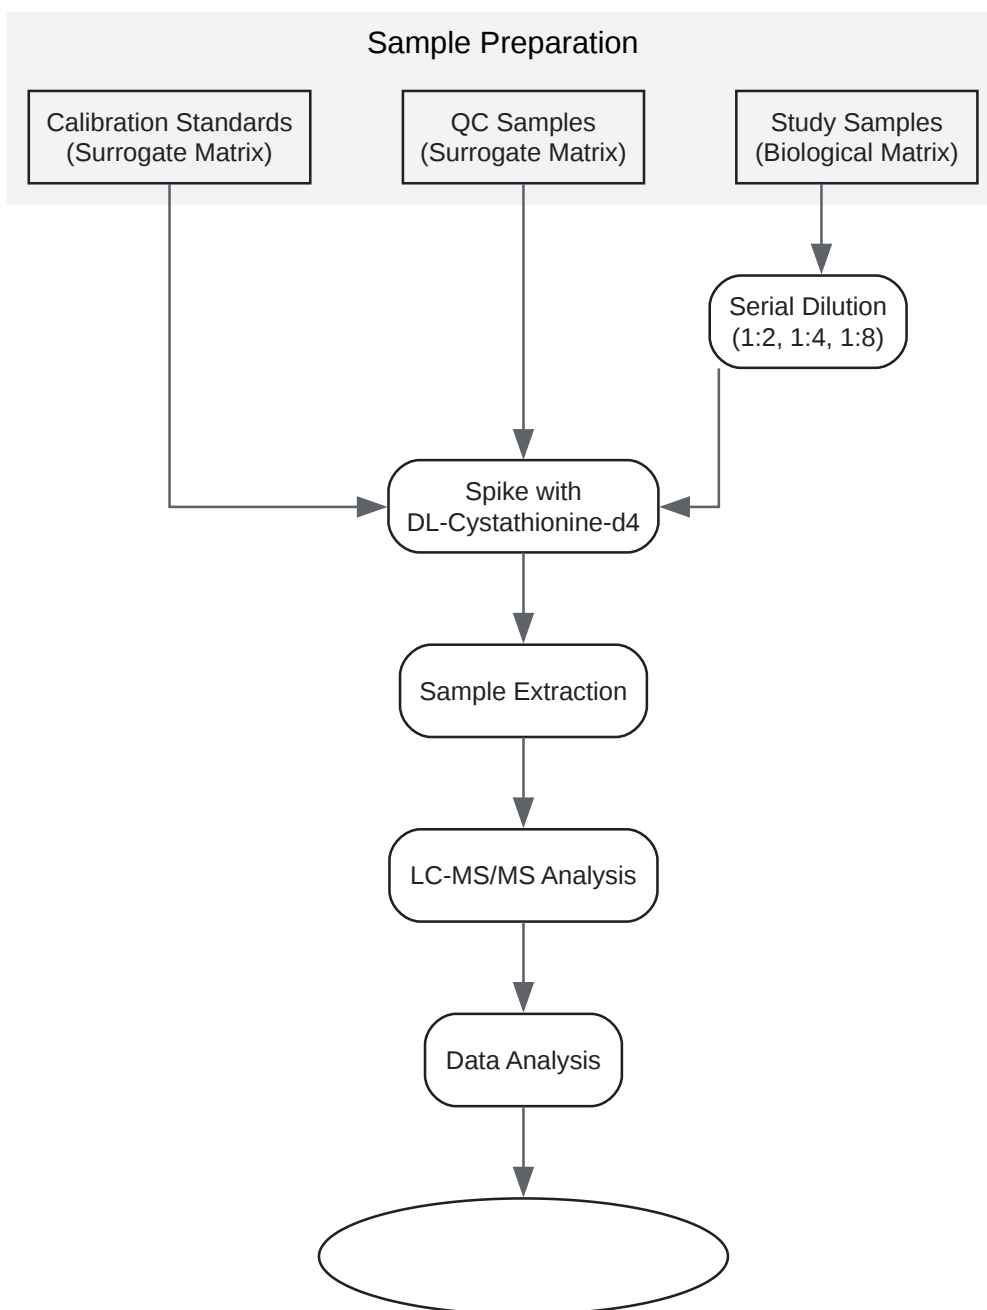 Sample Preparation
Calibration Standards
(Surrogate Matrix)
QC Samples
(Surrogate Matrix)
Study Samples
(Biological Matrix)
Serial Dilution
(1:2, 1:4, 1:8)
Spike with
DL-Cystathionine-d4
Sample Extraction
LC-MS/MS Analysis
Data Analysis